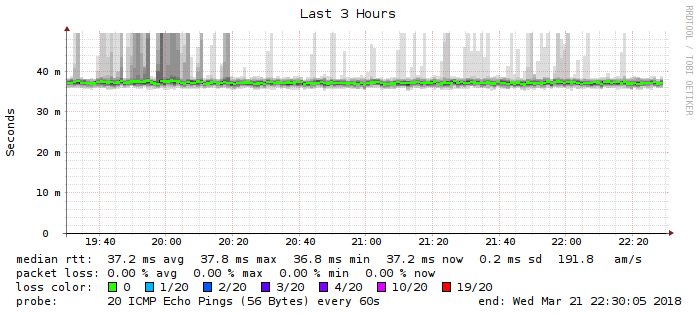 Last 3 Hours
RRDTOOL / TOBI OETIKER
Seconds
40 m
30 m
20 m
10 m
0
19:40 20:00 20:20 20:40 21:00 21:20 21:40 22:00 22:20
median rtt: 37.2 ms avg 37.8 ms max 36.8 ms min 37.2 ms now 0.2 ms sd 191.8 am/s
packet loss: 0.00 % avg 0.00 % max 0.00 % min 0.00 % now
loss color: 0 1/20 2/20 3/20 4/20 10/20 19/20
probe: 20 ICMP Echo Pings (56 Bytes) every 60s end: Wed Mar 21 22:30:05 2018